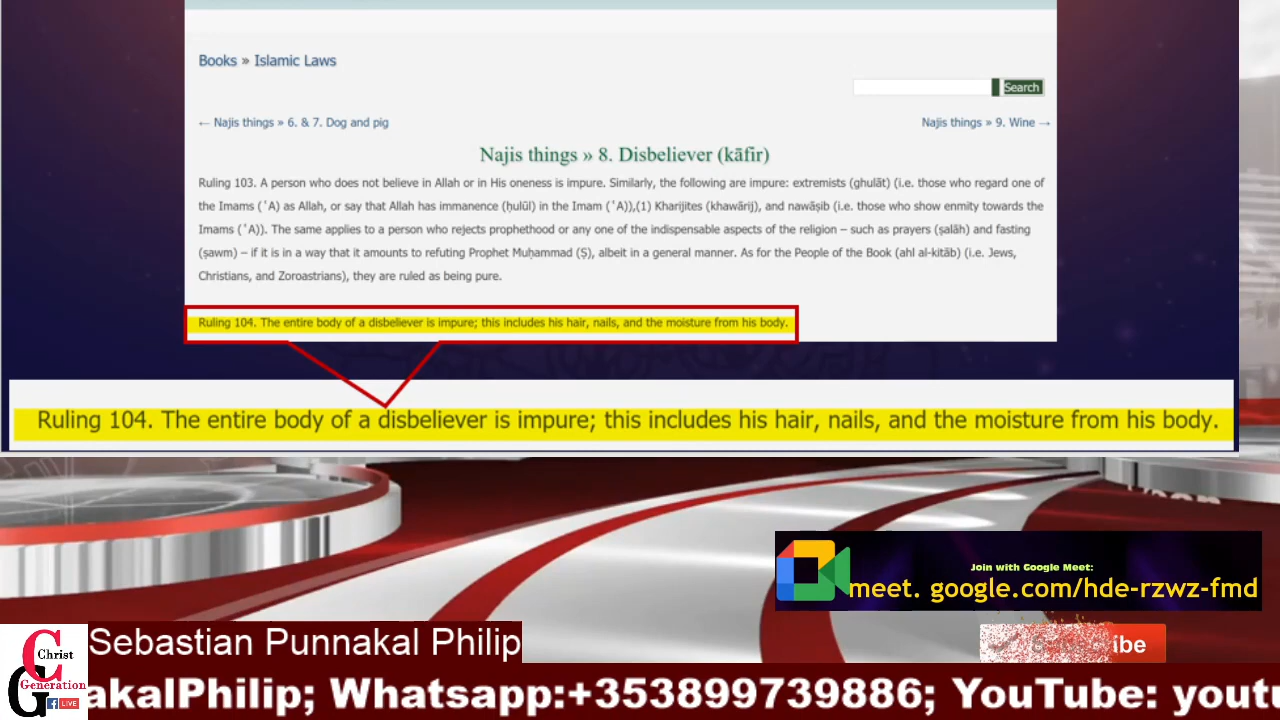 Books » Islamic Laws
Search
← Najis things » 6. & 7. Dog and pig
Najis things » 9. Wine →
Najis things » 8. Disbeliever (kāfir)
Ruling 103. A person who does not believe in Allah or in His oneness is impure. Similarly, the following are impure: extremists (ghulāt) (i.e. those who regard one of
the Imams (ʿA) as Allah, or say that Allah has immanence (ḥulūl) in the Imam (ʿA)),(1) Kharijites (khawārij), and nawāṣib (i.e. those who show enmity towards the
Imams (ʿA)). The same applies to a person who rejects prophethood or any one of the indispensable aspects of the religion – such as prayers (ṣalāh) and fasting
(ṣawm) – if it is in a way that it amounts to refuting Prophet Muḥammad (Ṣ), albeit in a general manner. As for the People of the Book (ahl al-kitāb) (i.e. Jews,
Christians, and Zoroastrians), they are ruled as being pure.
Ruling 104. The entire body of a disbeliever is impure; this includes his hair, nails, and the moisture from his body.
Ruling 104. The entire body of a disbeliever is impure; this includes his hair, nails, and the moisture from his body.
Join with Google Meet:
meet. google.com/hde-rzwz-fmd
Sebastian Punnakal Philip
ibe
Christ
Generation
LIVE
akalPhilip; Whatsapp:+353899739886; YouTube: youtu